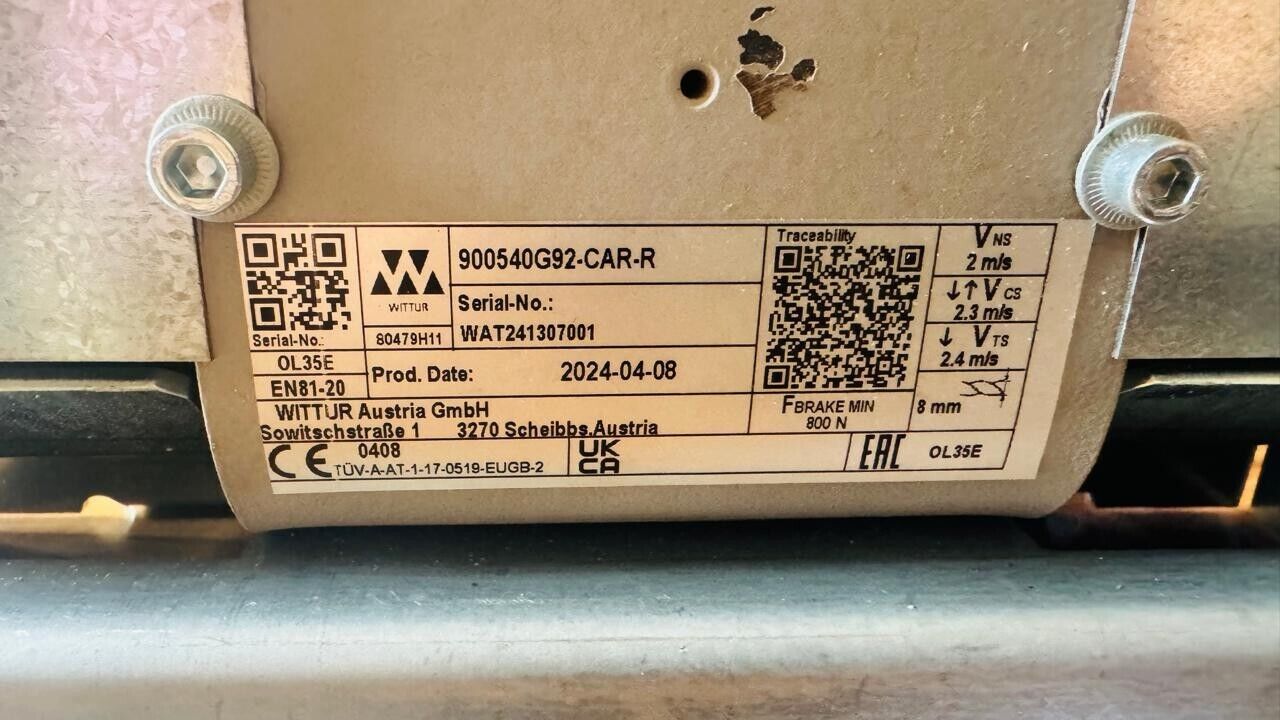 Serial-No.:
OL35E
EN81-20
WITTUR
80479H11
900540G92-CAR-R
Serial-No.:
WAT241307001
Prod. Date: 2024-04-08
WITTUR Austria GmbH
Sowitschstraße 1 3270 Scheibbs.Austria
CE 0408
TÜV-A-AT-1-17-0519-EUGB-2
UK
CA
Traceability
FBRAKE MIN
800 N
VNS
2 m/s
↓↑ VCS
2.3 m/s
↓ VTS
2.4 m/s
8 mm
EAC OL35E